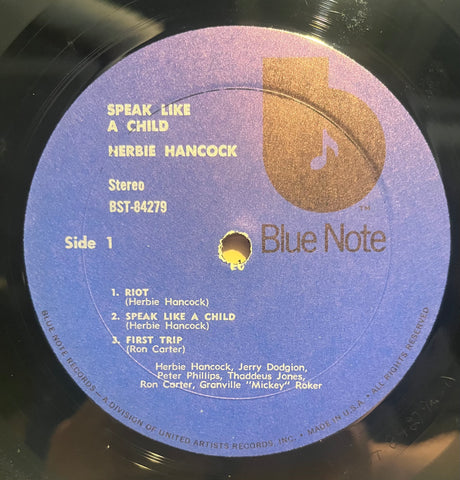 SPEAK LIKE
A CHILD
HERBIE HANCOCK
Stereo
BST-84279
Side 1
TM
Blue Note
1. RIOT
(Herbie Hancock)
2. SPEAK LIKE A CHILD
(Herbie Hancock)
3. FIRST TRIP
(Ron Carter)
Herbie Hancock, Jerry Dodgion,
Peter Phillips, Thaddeus Jones,
Ron Carter, Granville "Mickey" Roker
BLUE NOTE RECORDS—A DIVISION OF UNITED ARTISTS RECORDS, INC. • MADE IN U.S.A. • ALL RIGHTS RESERVED